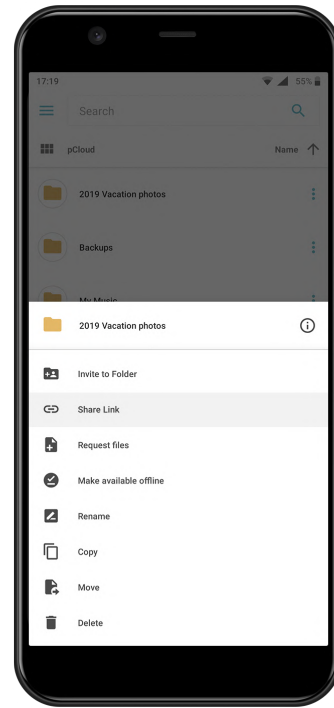 17:19 55%
Search
pCloud Name
2019 Vacation photos
Backups
My Music
2019 Vacation photos
Invite to Folder
Share Link
Request files
Make available offline
Rename
Copy
Move
Delete